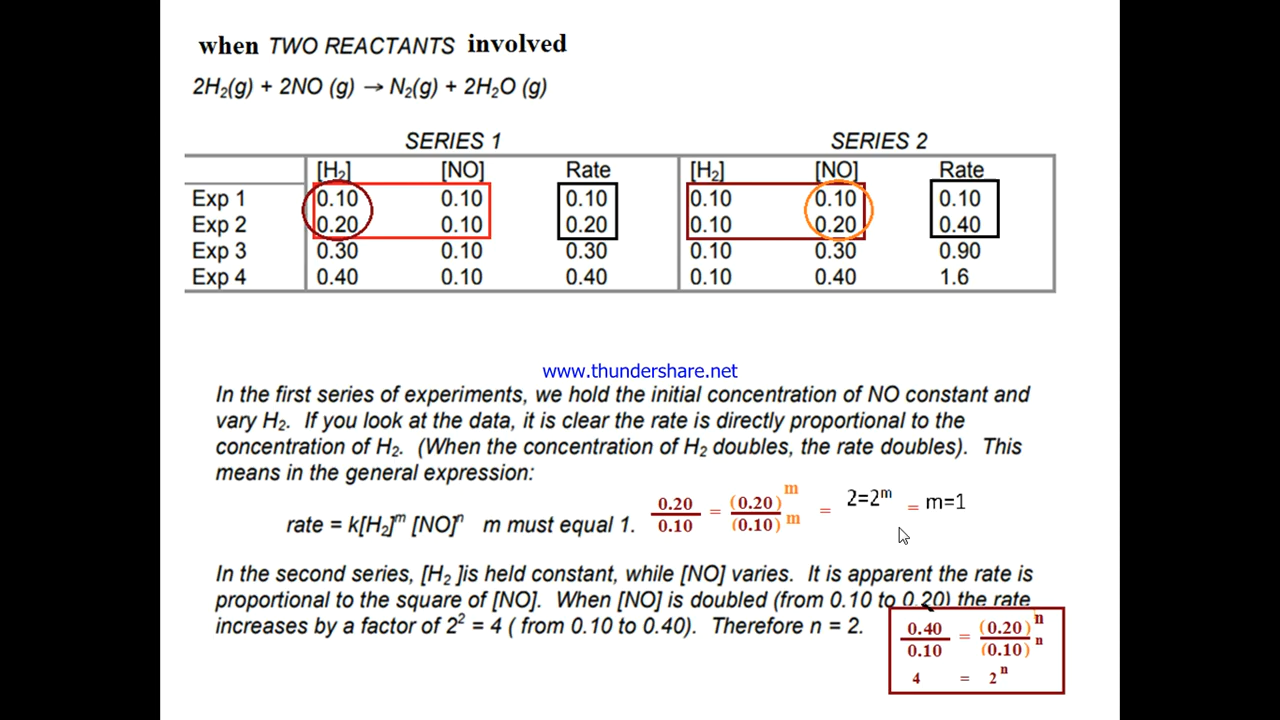 when TWO REACTANTS involved
2H₂(g) + 2NO (g) → N₂(g) + 2H₂O (g)
SERIES 1 SERIES 2
[H₂] [NO] Rate [H₂] [NO] Rate
Exp 1 0.10 0.10 0.10 0.10 0.10 0.10
Exp 2 0.20 0.10 0.20 0.10 0.20 0.40
Exp 3 0.30 0.10 0.30 0.10 0.30 0.90
Exp 4 0.40 0.10 0.40 0.10 0.40 1.6
www.thundershare.net
In the first series of experiments, we hold the initial concentration of NO constant and
vary H₂. If you look at the data, it is clear the rate is directly proportional to the
concentration of H₂. (When the concentration of H₂ doubles, the rate doubles). This
means in the general expression:
rate = k[H₂]ᵐ [NO]ⁿ m must equal 1.
0.20 = (0.20) m = 2=2ᵐ = m=1
0.10 (0.10) m
In the second series, [H₂ ]is held constant, while [NO] varies. It is apparent the rate is
proportional to the square of [NO]. When [NO] is doubled (from 0.10 to 0.20) the rate
increases by a factor of 2² = 4 ( from 0.10 to 0.40). Therefore n = 2.
0.40 = (0.20) n
0.10 (0.10) n
4 = 2ⁿ